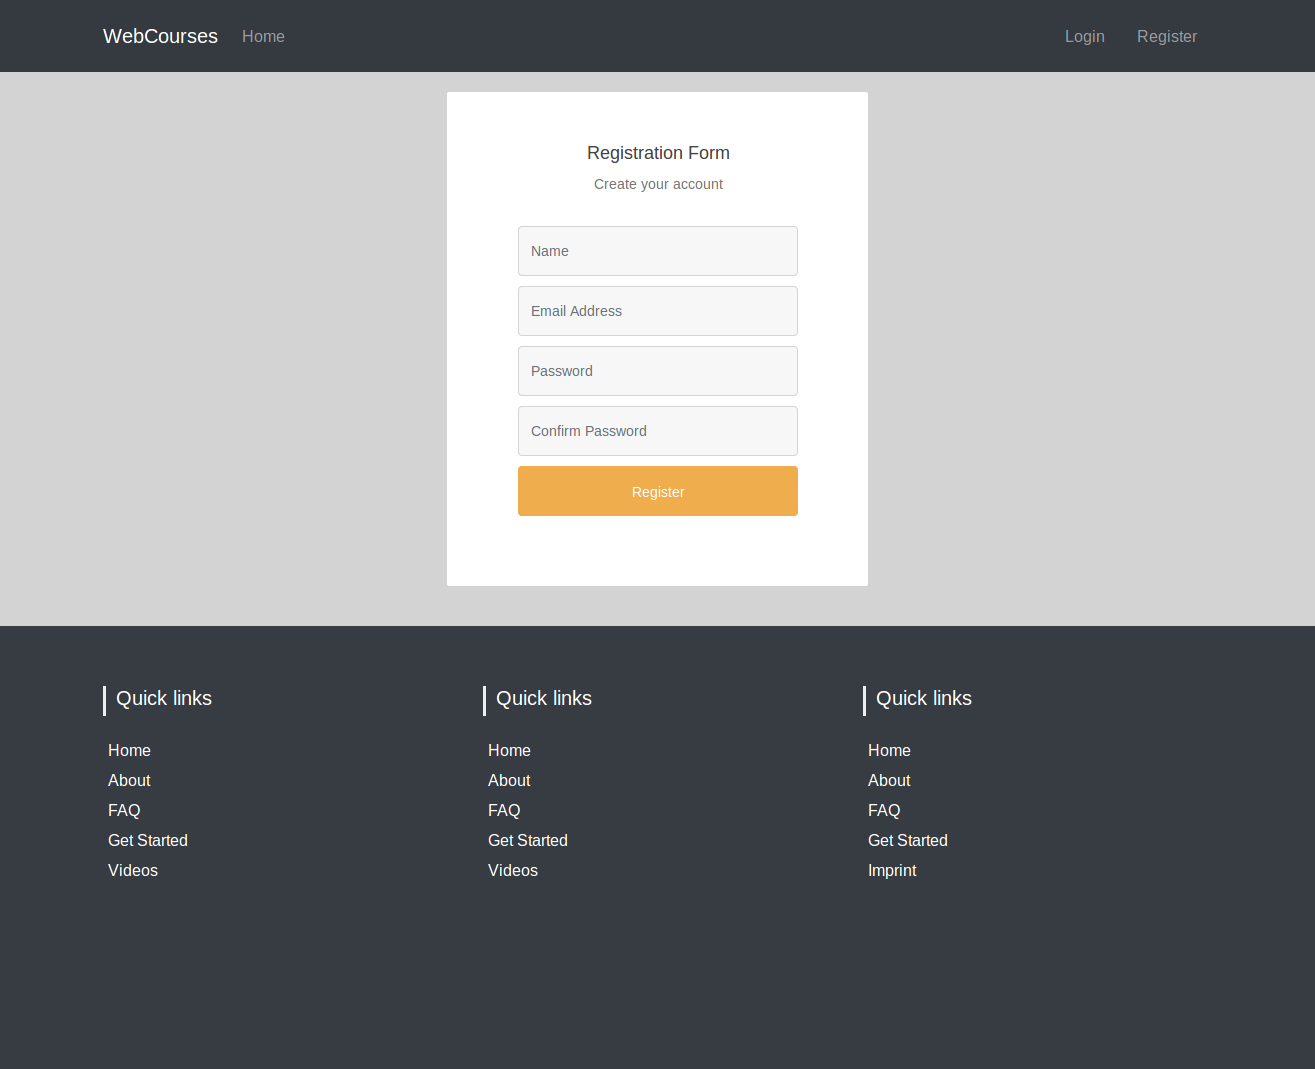 WebCourses Home Login Register
Registration Form
Create your account
Name
Email Address
Password
Confirm Password
Register
Quick links
Home
About
FAQ
Get Started
Videos
Quick links
Home
About
FAQ
Get Started
Videos
Quick links
Home
About
FAQ
Get Started
Imprint